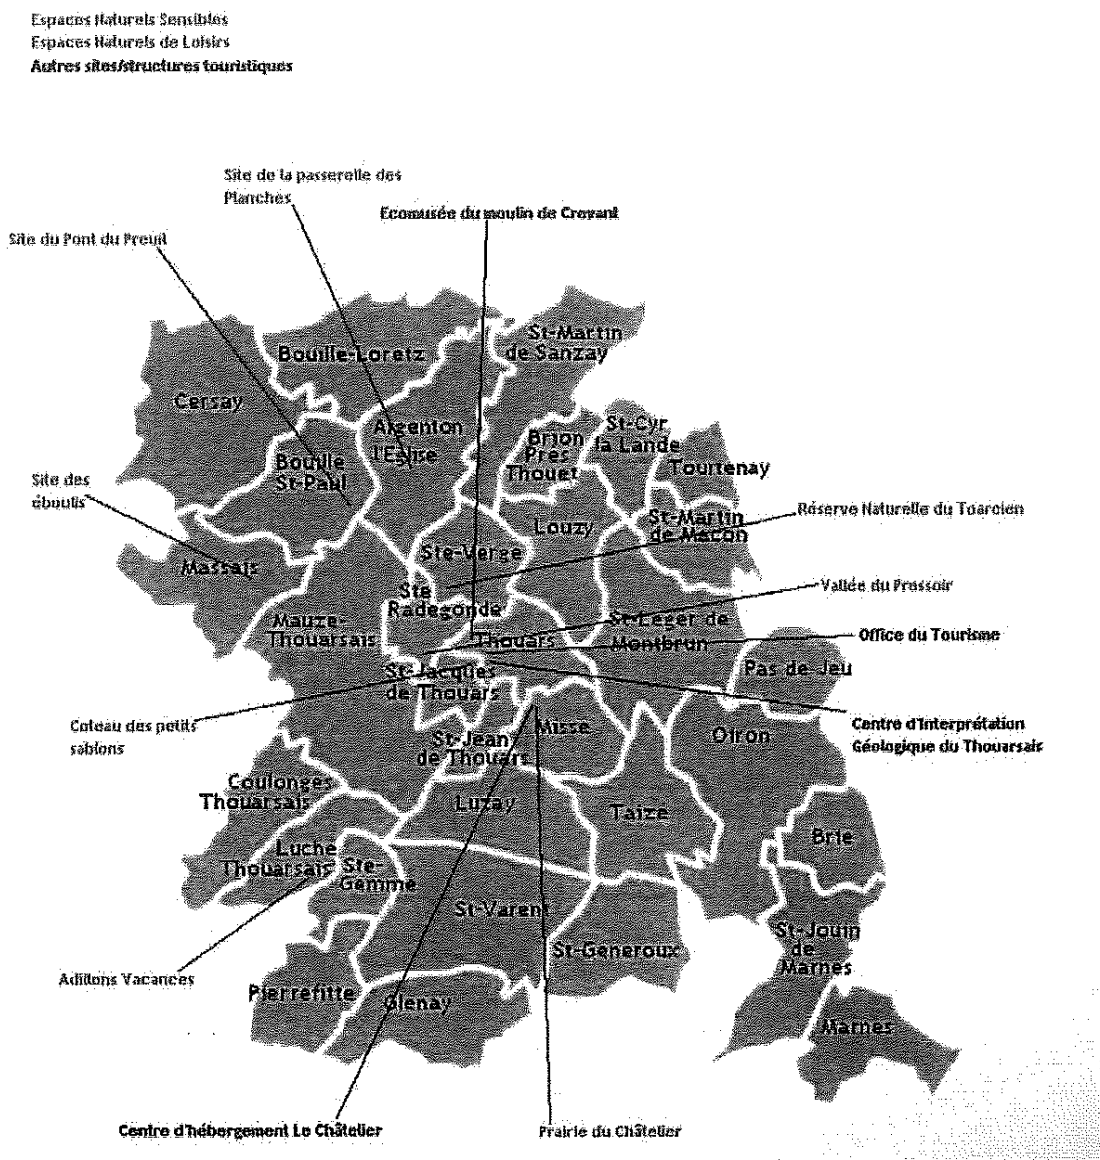 Espaces Naturels Sensibles
Espaces Naturels de Loisirs
Autres sites/structures touristiques
Site de la passerelle des
Planches
Ecomusée du moulin de Crevant
Site du Pont du Preuil
St-Martin
de Sanzay
Bouille-Loretz
Cersay
Argenton
l'Eglise
St-Cyr
la Lande
Brion
Pres
Thouet
Bouille
St-Paul
Tourtenay
Site des
éboulis
Louzy
St-Martin
de Macon
Réserve Naturelle du Toarcien
Ste-Verge
Massais
Vallée du Pressoir
Ste
Radegonde
Mauze-
Thouarsais
Thouars
St-Leger de
Montbrun
Office du Tourisme
Pas-de-Jeu
St-Jacques
de Thouars
Coteau des petits
sablons
Centre d'Interprétation
Géologique du Thouarsais
Misse
Oiron
St-Jean
de Thouars
Coulonges
Thouarsais
Luzay
Taize
Brie
Luche
Thouarsais
Ste-
Gemme
St-Varent
St-Generoux
St-Jouin
de
Marnes
Adillons Vacances
Pierrefitte
Glenay
Marnes
Centre d'hébergement Le Châtelier
Prairie du Châtelier